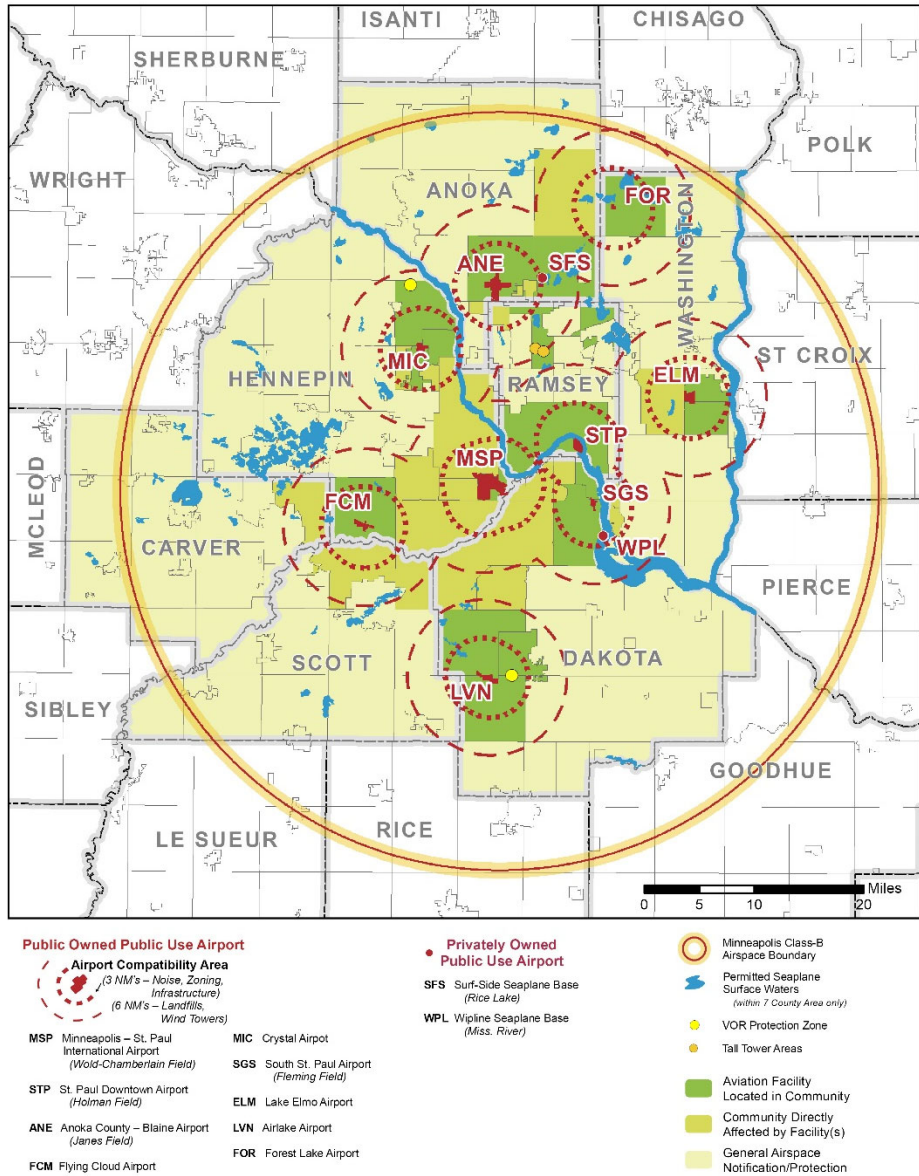 ISANTI
CHISAGO
SHERBURNE
POLK
WRIGHT
ANOKA
FOR
WASHINGTON
ANE
SFS
ST CROIX
MIC
HENNEPIN
RAMSEY
ELM
STP
MSP
MCLEOD
FCM
SGS
CARVER
WPL
PIERCE
SCOTT
DAKOTA
LVN
SIBLEY
GOODHUE
RICE
LE SUEUR
Miles
0 5 10 20
Public Owned Public Use Airport
Airport Compatibility Area
(3 NM's – Noise, Zoning,
Infrastructure)
(6 NM's – Landfills,
Wind Towers)
MSP Minneapolis – St. Paul
International Airport
(Wold-Chamberlain Field)
STP St. Paul Downtown Airport
(Holman Field)
ANE Anoka County – Blaine Airport
(Janes Field)
FCM Flying Cloud Airport
MIC Crystal Airpot
SGS South St. Paul Airport
(Fleming Field)
ELM Lake Elmo Airport
LVN Airlake Airport
FOR Forest Lake Airport
Privately Owned
Public Use Airport
SFS Surf-Side Seaplane Base
(Rice Lake)
WPL Wipline Seaplane Base
(Miss. River)
Minneapolis Class-B
Airspace Boundary
Permitted Seaplane
Surface Waters
(within 7 County Area only)
VOR Protection Zone
Tall Tower Areas
Aviation Facility
Located in Community
Community Directly
Affected by Facility(s)
General Airspace
Notification/Protection